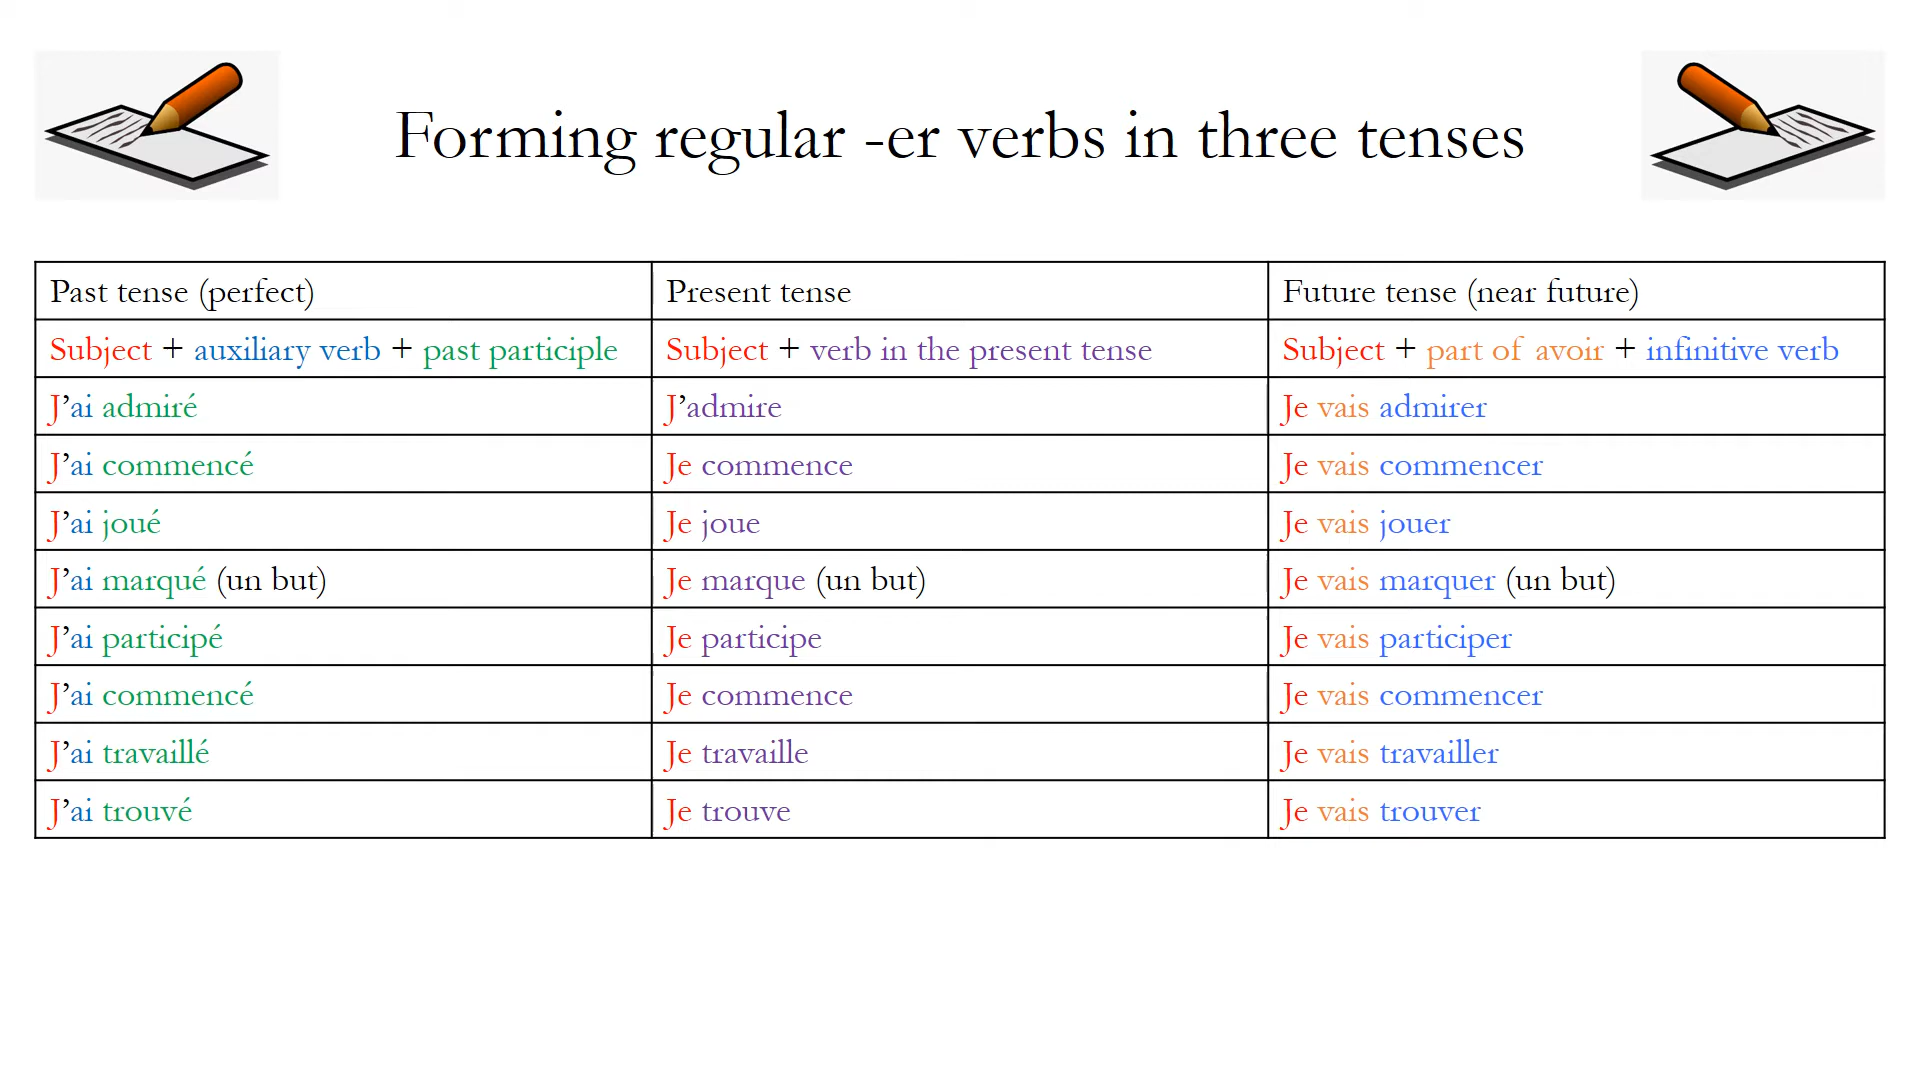 Forming regular -er verbs in three tenses
Past tense (perfect)
Present tense
Future tense (near future)
Subject + auxiliary verb + past participle
Subject + verb in the present tense
Subject + part of avoir + infinitive verb
J’ai admiré
J’admire
Je vais admirer
J’ai commencé
Je commence
Je vais commencer
J’ai joué
Je joue
Je vais jouer
J’ai marqué (un but)
Je marque (un but)
Je vais marquer (un but)
J’ai participé
Je participe
Je vais participer
J’ai commencé
Je commence
Je vais commencer
J’ai travaillé
Je travaille
Je vais travailler
J’ai trouvé
Je trouve
Je vais trouver